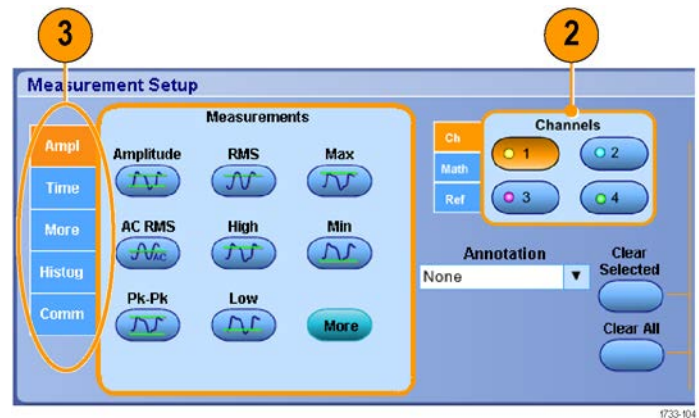 3
2
Measurement Setup
Ampl
Time
More
Histog
Comm
Measurements
Amplitude RMS Max
AC RMS High Min
AC
Pk-Pk Low
More
Ch
Math
Ref
Channels
1 2
3 4
Annotation
None
Clear
Selected
Clear All
1733-104